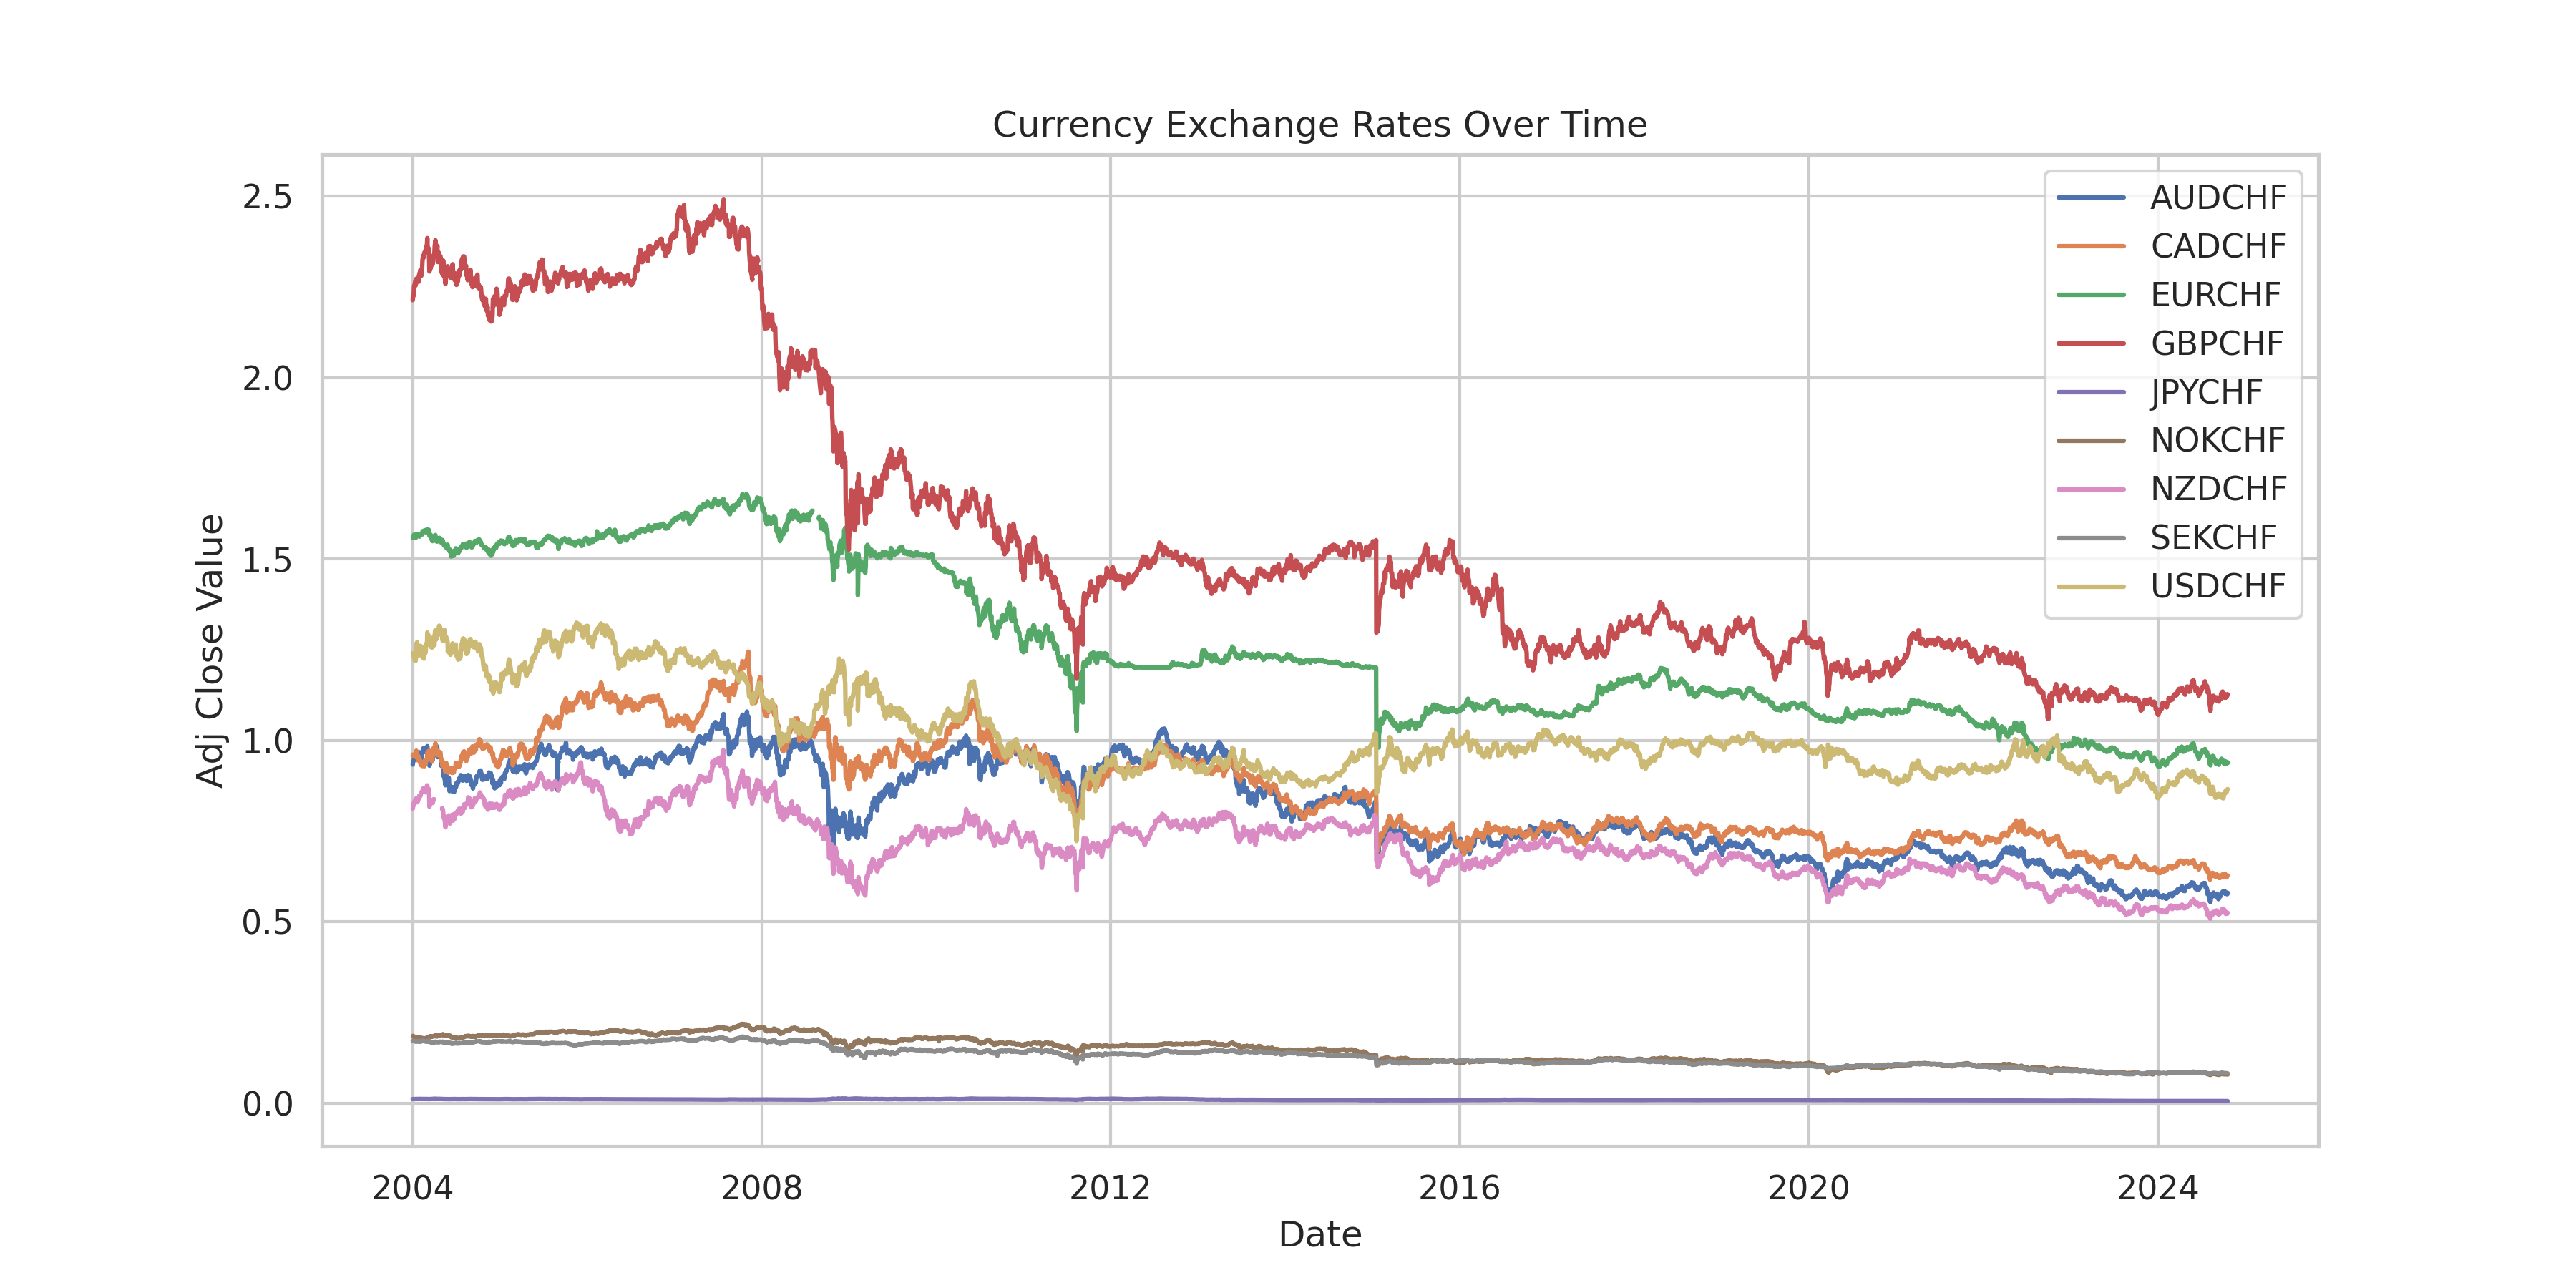 Currency Exchange Rates Over Time
Adj Close Value
2.5
2.0
1.5
1.0
0.5
0.0
AUDCHF
CADCHF
EURCHF
GBPCHF
JPYCHF
NOKCHF
NZDCHF
SEKCHF
USDCHF
2004 2008 2012 2016 2020 2024
Date